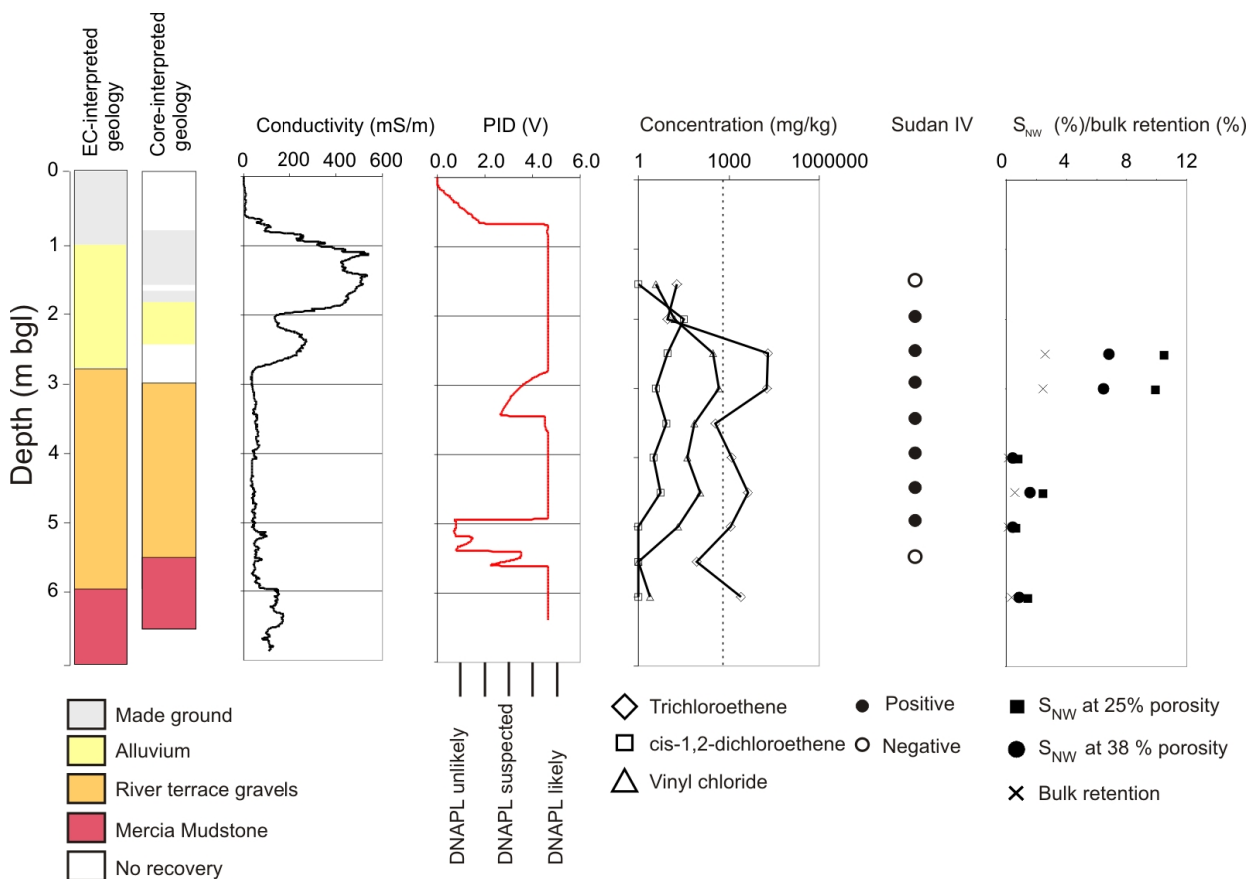 EC-interpreted
geology
Core-interpreted
geology
Conductivity (mS/m)
PID (V)
Concentration (mg/kg)
Sudan IV
SNW (%)/bulk retention (%)
0 200 400 600
0.0 2.0 4.0 6.0
1 1000 1000000
0 4 8 12
Depth (m bgl)
0
1
2
3
4
5
6
Made ground
Alluvium
River terrace gravels
Mercia Mudstone
No recovery
DNAPL unlikely
DNAPL suspected
DNAPL likely
Trichloroethene
cis-1,2-dichloroethene
Vinyl chloride
Positive
Negative
SNW at 25% porosity
SNW at 38 % porosity
Bulk retention